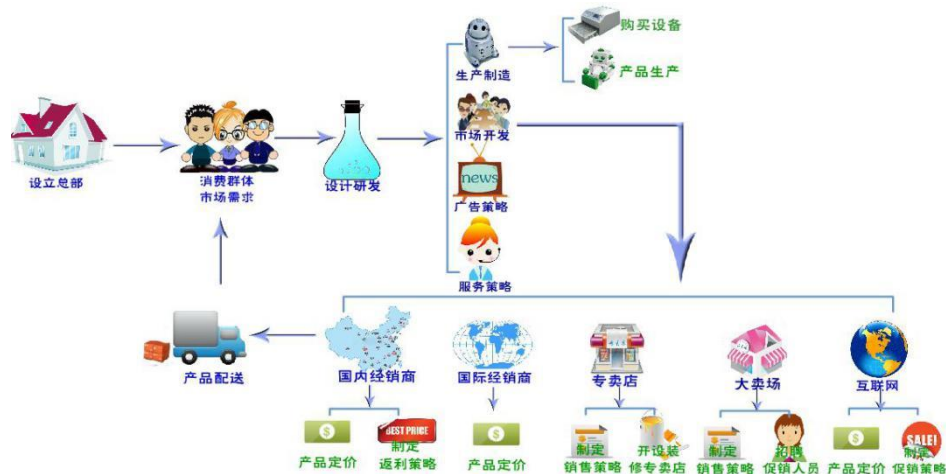 购买设备
生产制造
产品生产
市场开发
设立总部
消费群体
市场需求
设计研发
news
广告策略
服务策略
产品配送
国内经销商
国际经销商
专卖店
大卖场
互联网
$
产品定价
BEST PRICE
制定
返利策略
$
产品定价
制定
销售策略
开设装
修专卖店
制定
销售策略
招聘
促销人员
$
产品定价
SALE!
制定
促销策略